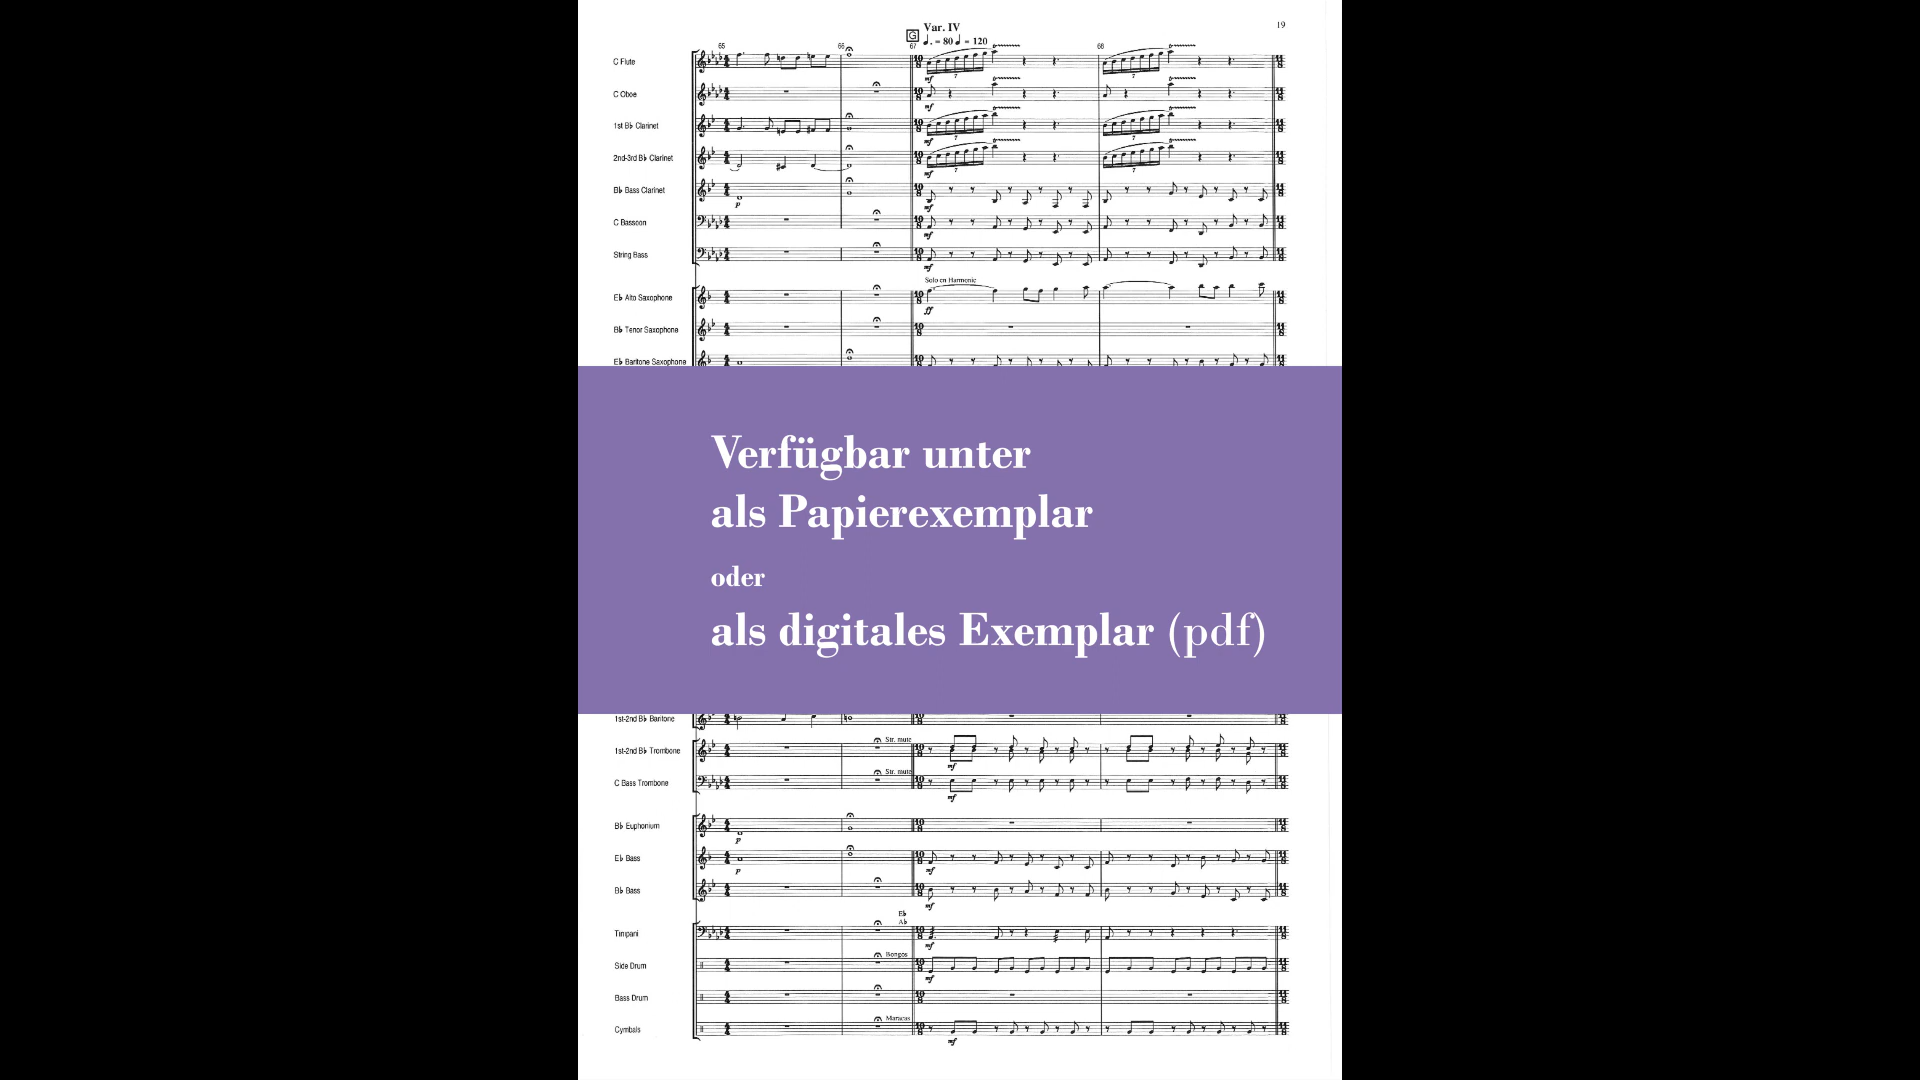 19
Var. IV
G
♩. = 80 ♩ = 120
65 66 67 68
C Flute
C Oboe
1st B♭ Clarinet
2nd-3rd B♭ Clarinet
B♭ Bass Clarinet
C Bassoon
String Bass
Solo en Harmonic
E♭ Alto Saxophone
B♭ Tenor Saxophone
E♭ Baritone Saxophone
Verfügbar unter
als Papierexemplar
oder
als digitales Exemplar (pdf)
1st-2nd B♭ Baritone
Str. mute
1st-2nd B♭ Trombone
Str. mute
C Bass Trombone
B♭ Euphonium
E♭ Bass
B♭ Bass
E♭
A♭
Timpani
Bongos
Side Drum
Bass Drum
Maracas
Cymbals